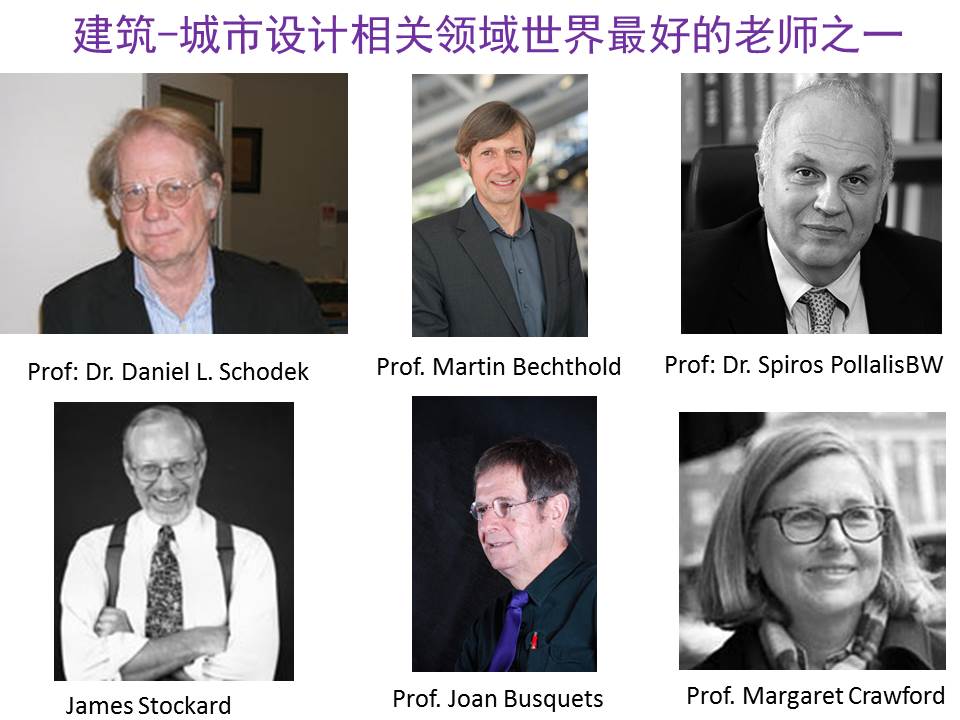 建筑-城市设计相关领域世界最好的老师之一
Prof: Dr. Daniel L. Schodek
Prof. Martin Bechthold
Prof: Dr. Spiros PollalisBW
James Stockard
Prof. Joan Busquets
Prof. Margaret Crawford